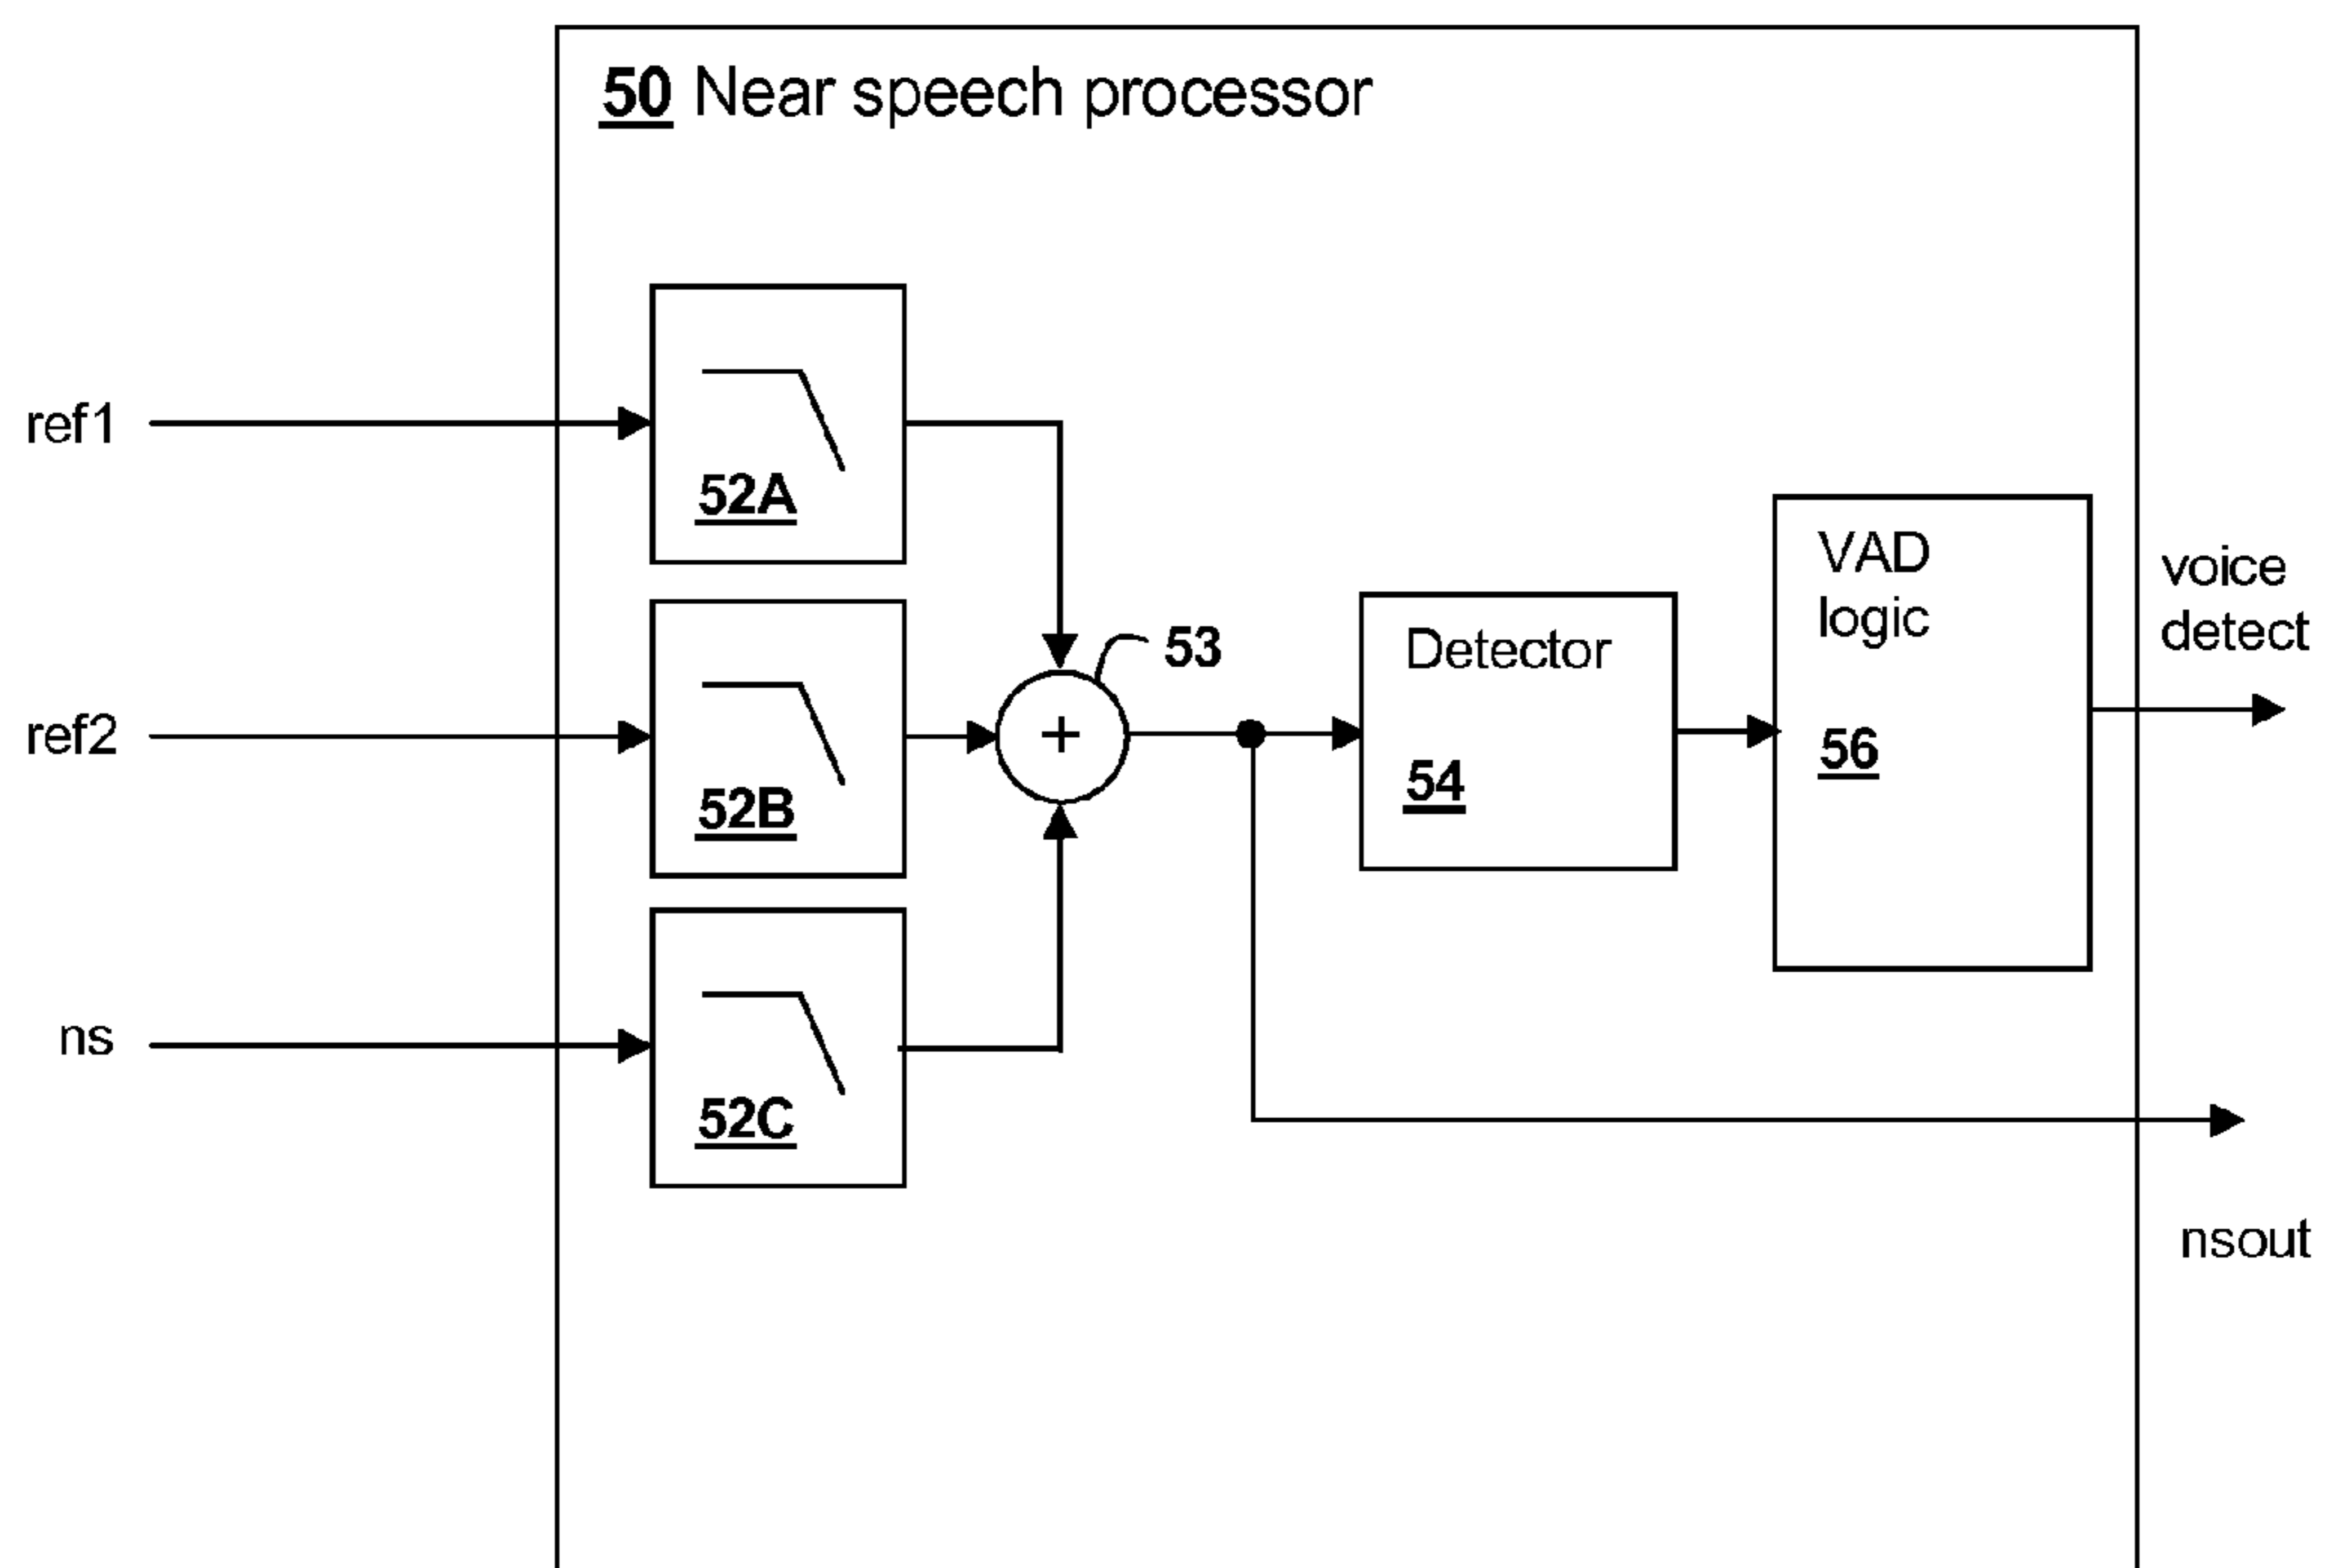 50 Near speech processor
ref1
52A
ref2
52B
ns
52C
+
53
Detector
54
VAD
logic
56
voice
detect
nsout